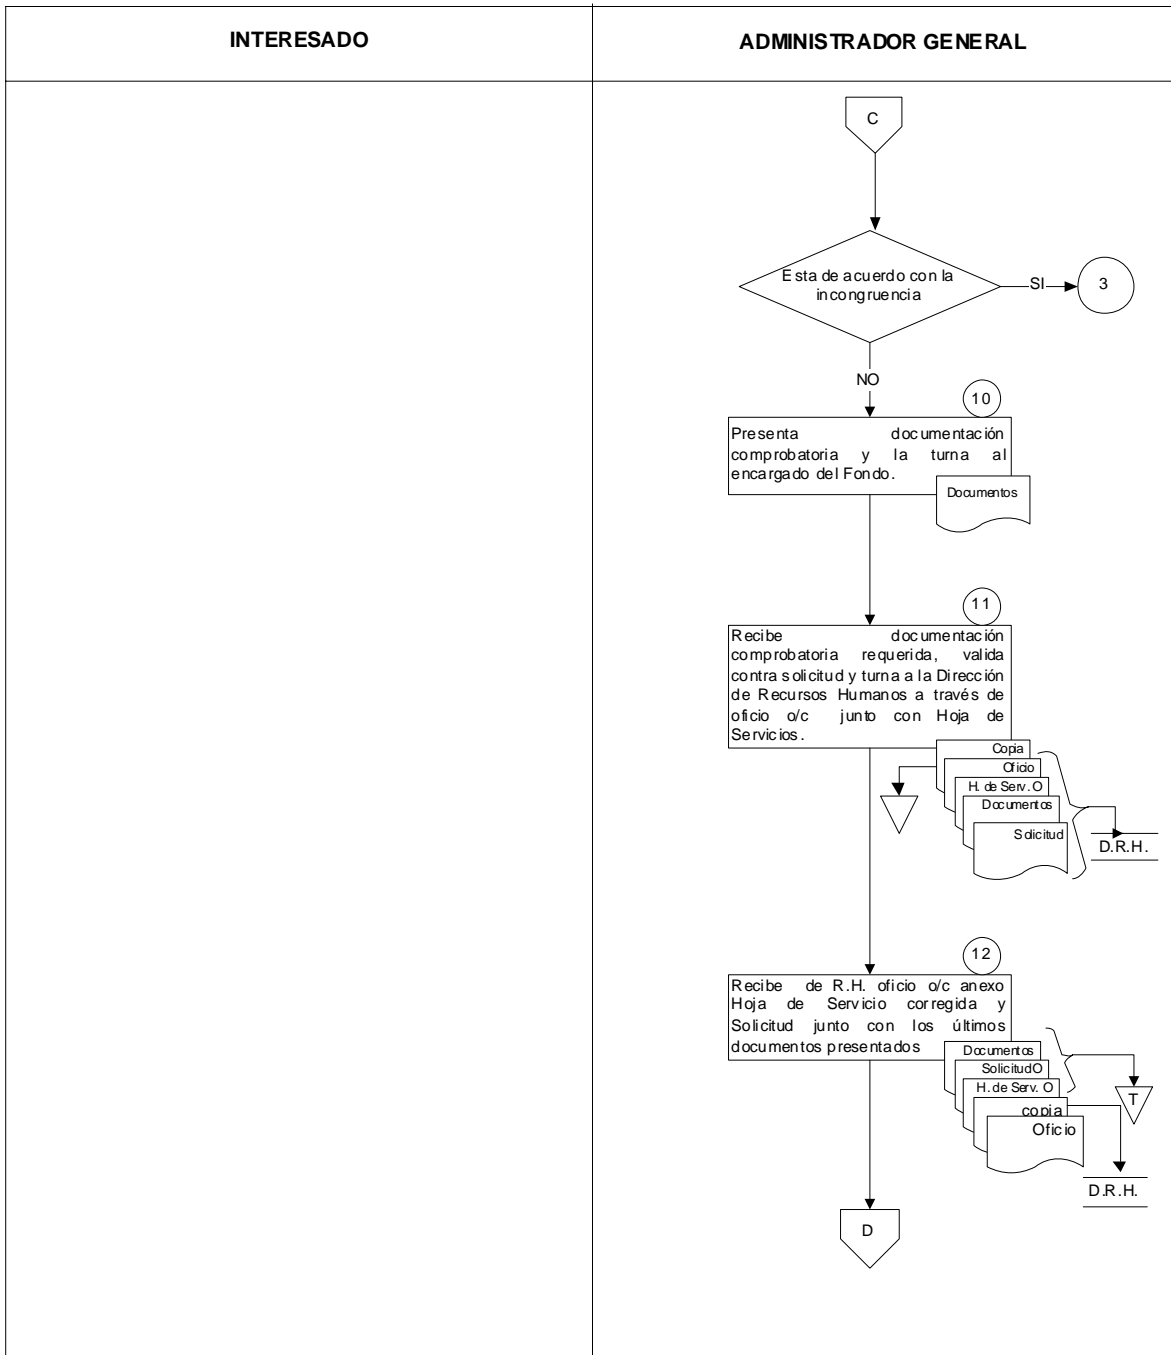 INTERESADO
ADMINISTRADOR GENERAL
C
Esta de acuerdo con la
incongruencia
SI
3
NO
10
Presenta documentación
comprobatoria y la turna al
encargado del Fondo.
Documentos
11
Recibe documentación
comprobatoria requerida, valida
contra solicitud y turna a la Dirección
de Recursos Humanos a través de
oficio o/c junto con Hoja de
Servicios.
Copia
Oficio
H. de Serv. O
Documentos
Solicitud
D.R.H.
12
Recibe de R.H. oficio o/c anexo
Hoja de Servicio corregida y
Solicitud junto con los últimos
documentos presentados
Documentos
Solicitud O
H. de Serv. O
copia
Oficio
T
D.R.H.
D